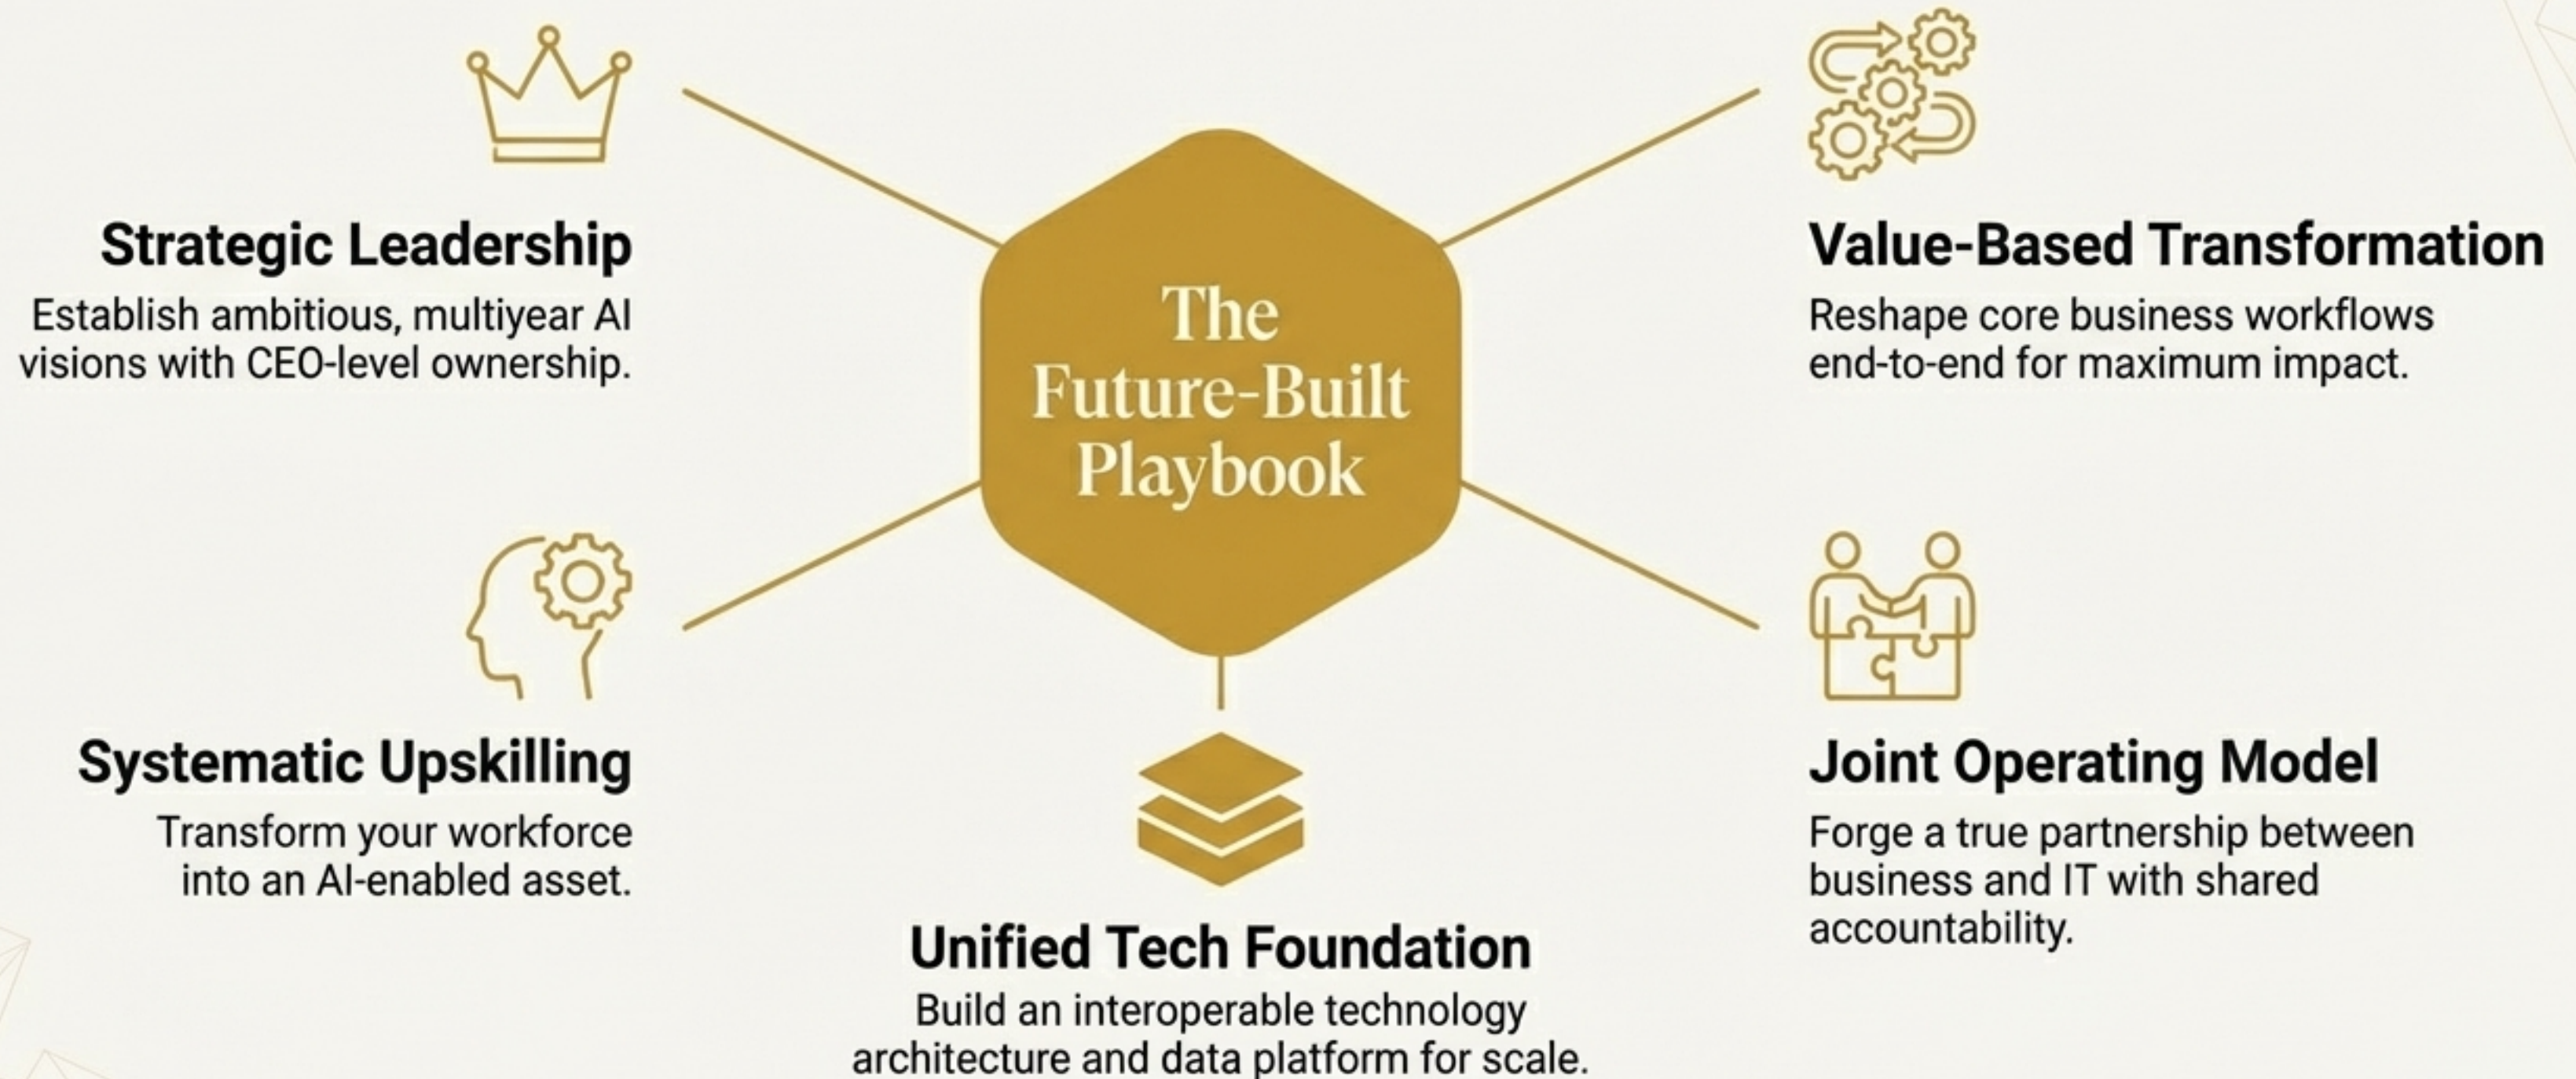 Strategic Leadership
Establish ambitious, multiyear AI
visions with CEO-level ownership.
The
Future-Built
Playbook
Value-Based Transformation
Reshape core business workflows
end-to-end for maximum impact.
Systematic Upskilling
Transform your workforce
into an AI-enabled asset.
Unified Tech Foundation
Build an interoperable technology
architecture and data platform for scale.
Joint Operating Model
Forge a true partnership between
business and IT with shared
accountability.